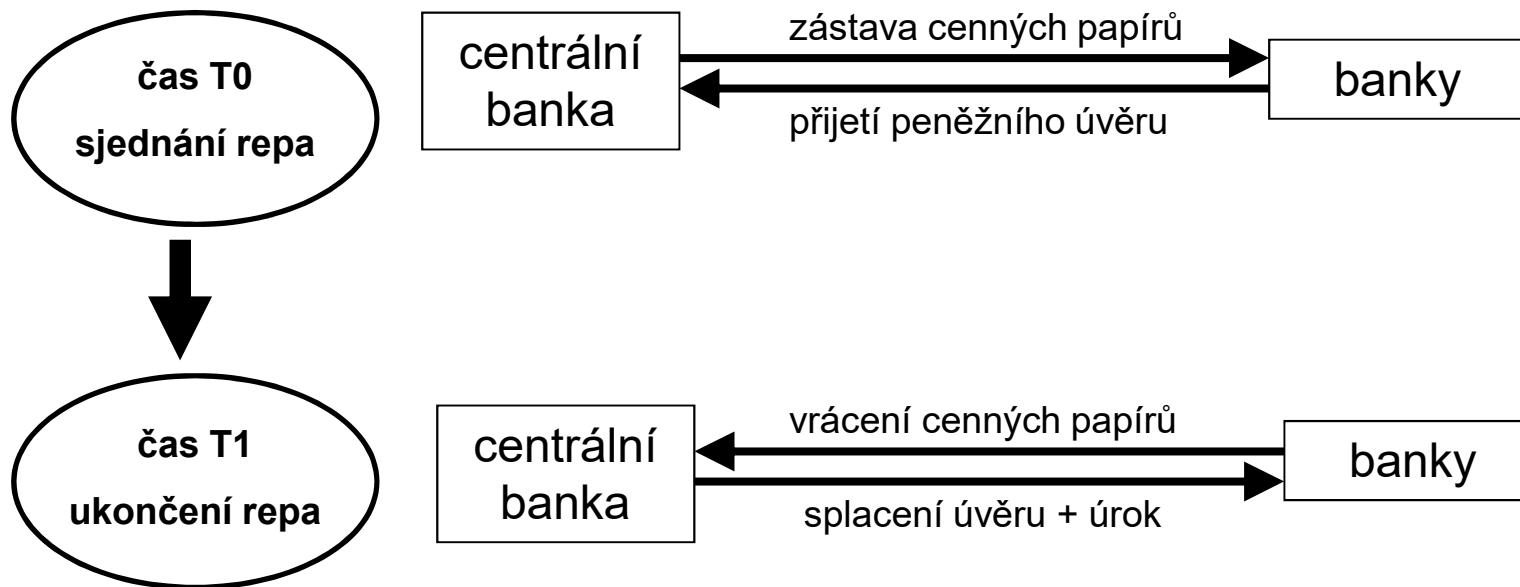 čas T0
sjednání repa
centrální
banka
zástava cenných papírů
přijetí peněžního úvěru
banky
čas T1
ukončení repa
centrální
banka
vrácení cenných papírů
splacení úvěru + úrok
banky